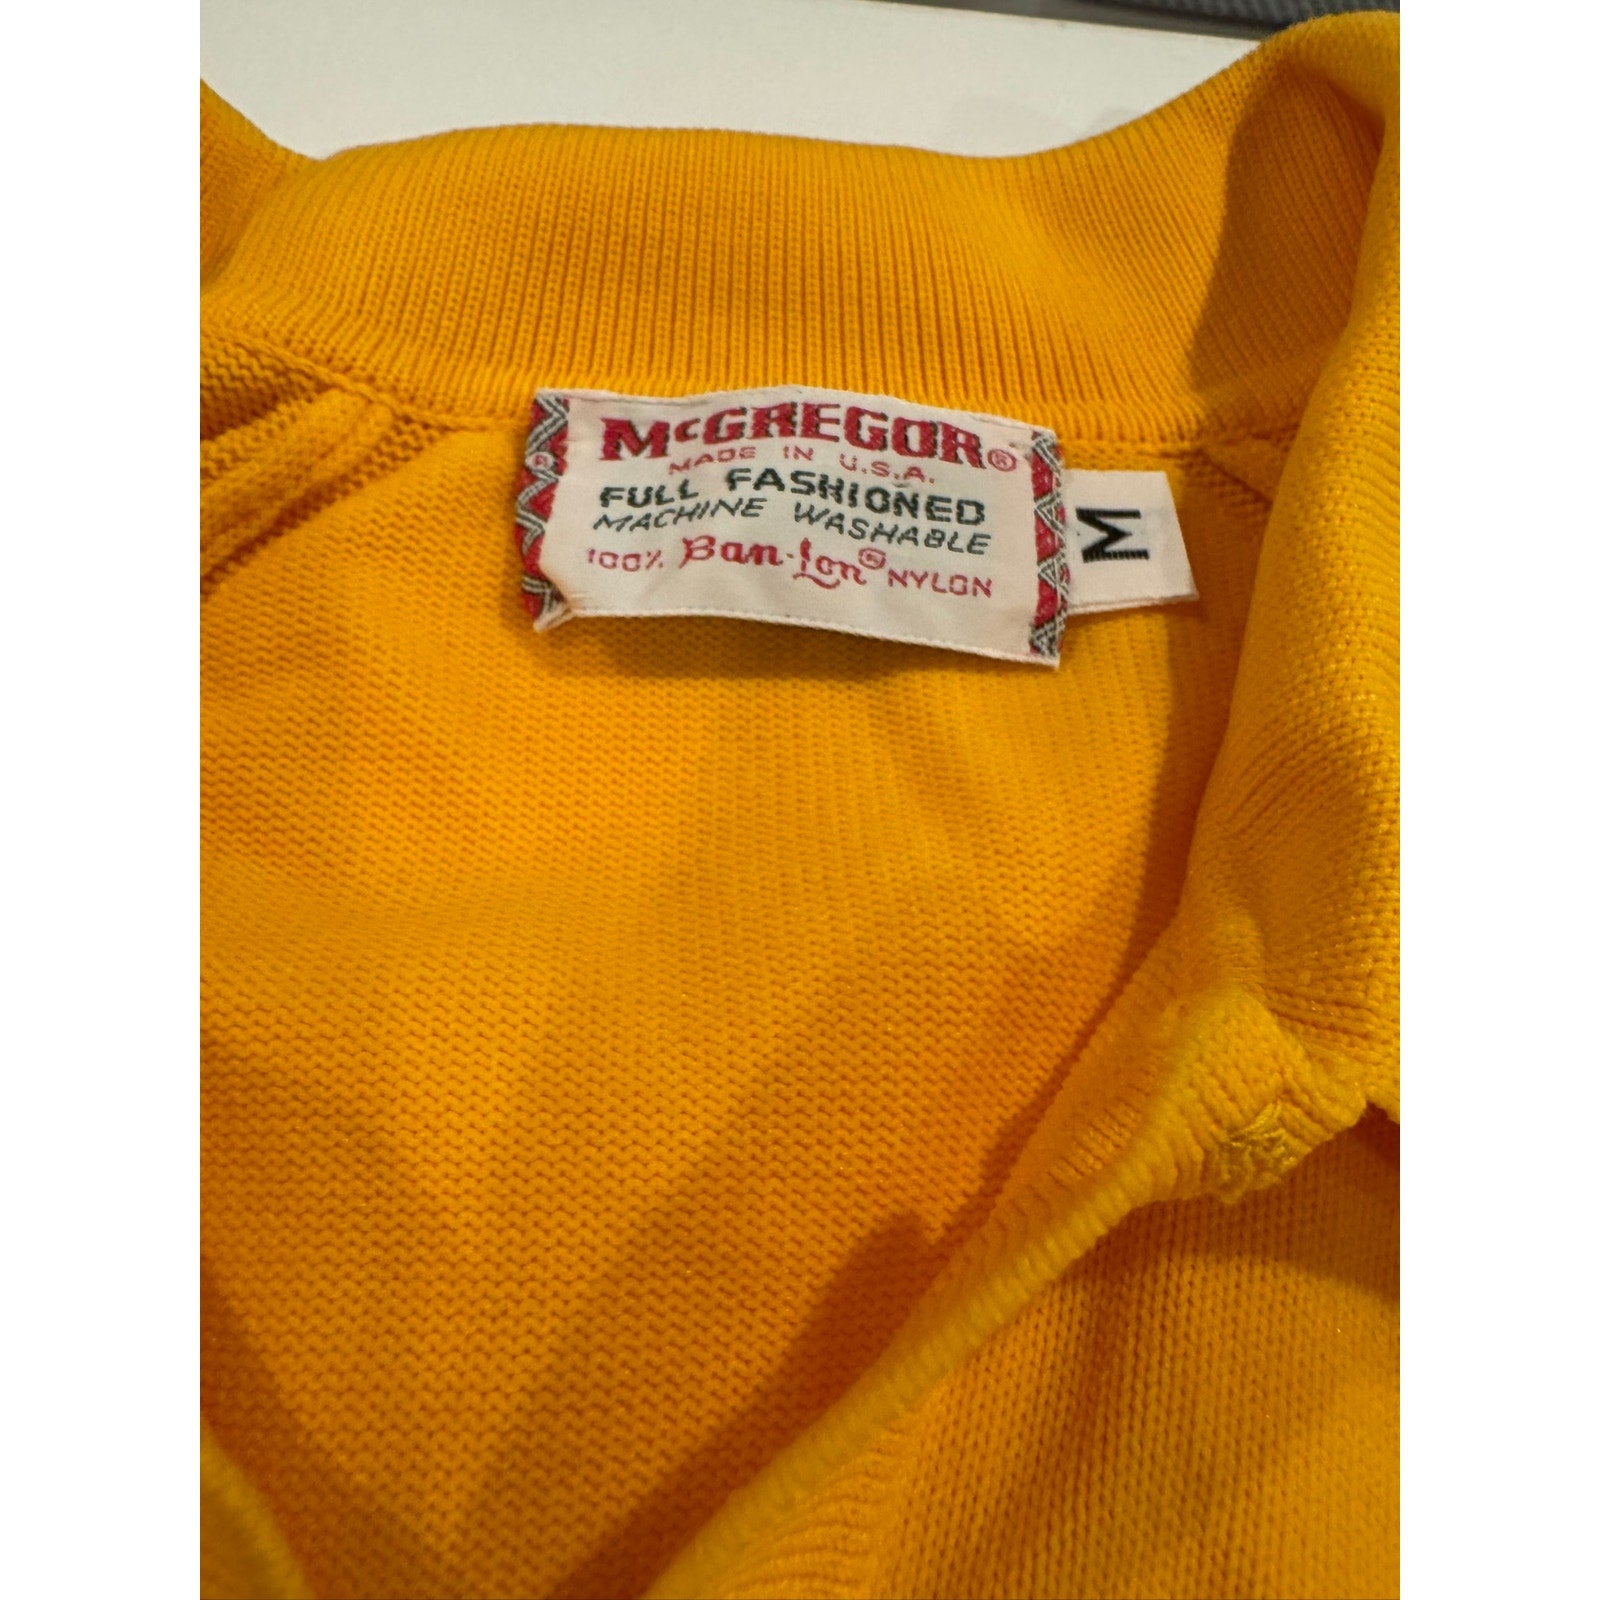 McGREGOR®
MADE IN U.S.A.
FULL FASHIONED
MACHINE WASHABLE
100% Ban-Lon® NYLON
M